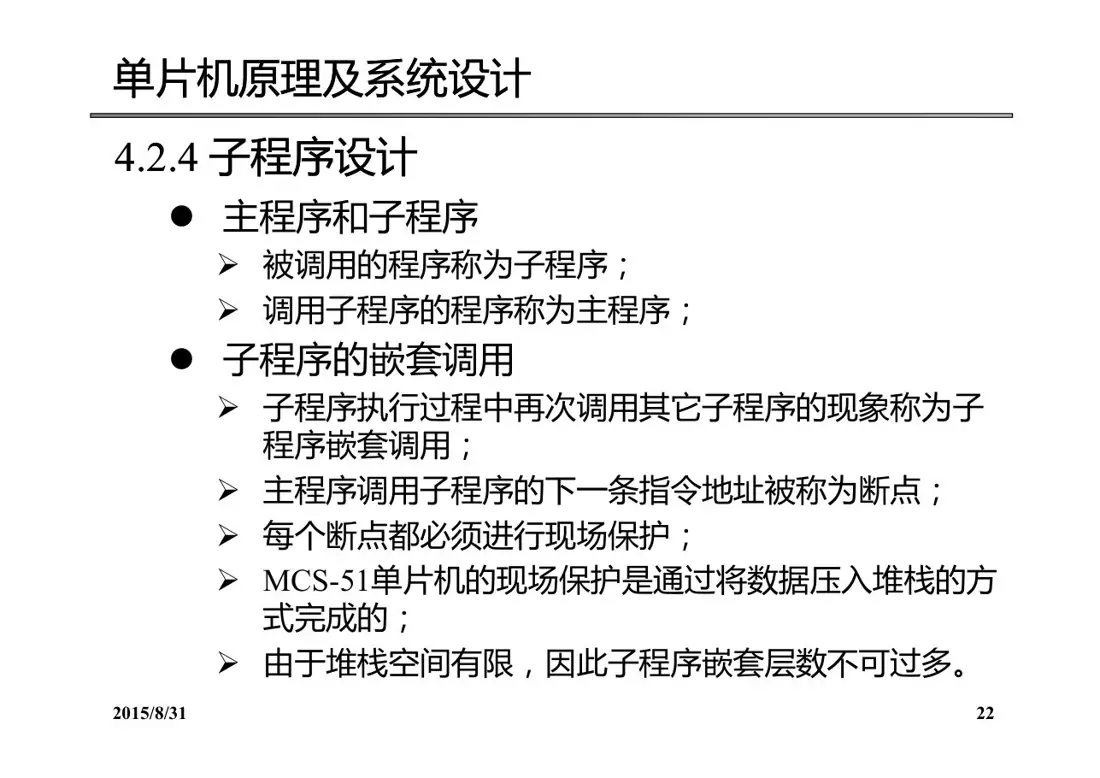 单片机原理及系统设计
4.2.4 子程序设计
● 主程序和子程序
➢ 被调用的程序称为子程序；
➢ 调用子程序的程序称为主程序；
● 子程序的嵌套调用
➢ 子程序执行过程中再次调用其它子程序的现象称为子
程序嵌套调用；
➢ 主程序调用子程序的下一条指令地址被称为断点；
➢ 每个断点都必须进行现场保护；
➢ MCS-51单片机的现场保护是通过将数据压入堆栈的方
式完成的；
➢ 由于堆栈空间有限，因此子程序嵌套层数不可过多。
2015/8/31 22